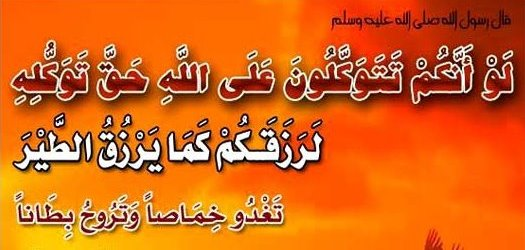 قال رسول الله صلى الله عليه وسلم
لَوْ أَنَّكُمْ تَتَوَكَّلُونَ عَلَى اللَّهِ حَقَّ تَوَكُّلِهِ
لَرَزَقَكُمْ كَمَا يَرْزُقُ الطَّيْرَ
تَغْدُو خِمَاصاً وَتَرُوحُ بِطَاناً